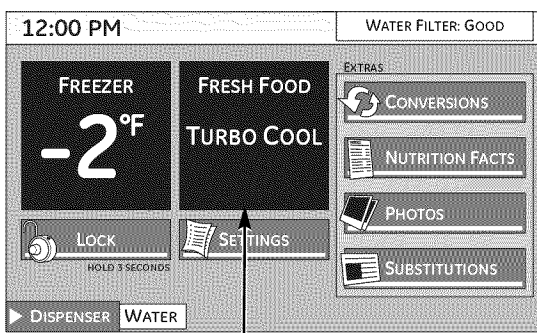 12:00 PM
WATER FILTER: GOOD
FREEZER
-2°F
FRESH FOOD
TURBO COOL
EXTRAS
CONVERSIONS
NUTRITION FACTS
PHOTOS
SUBSTITUTIONS
LOCK
HOLD 3 SECONDS
SETTINGS
DISPENSER
WATER